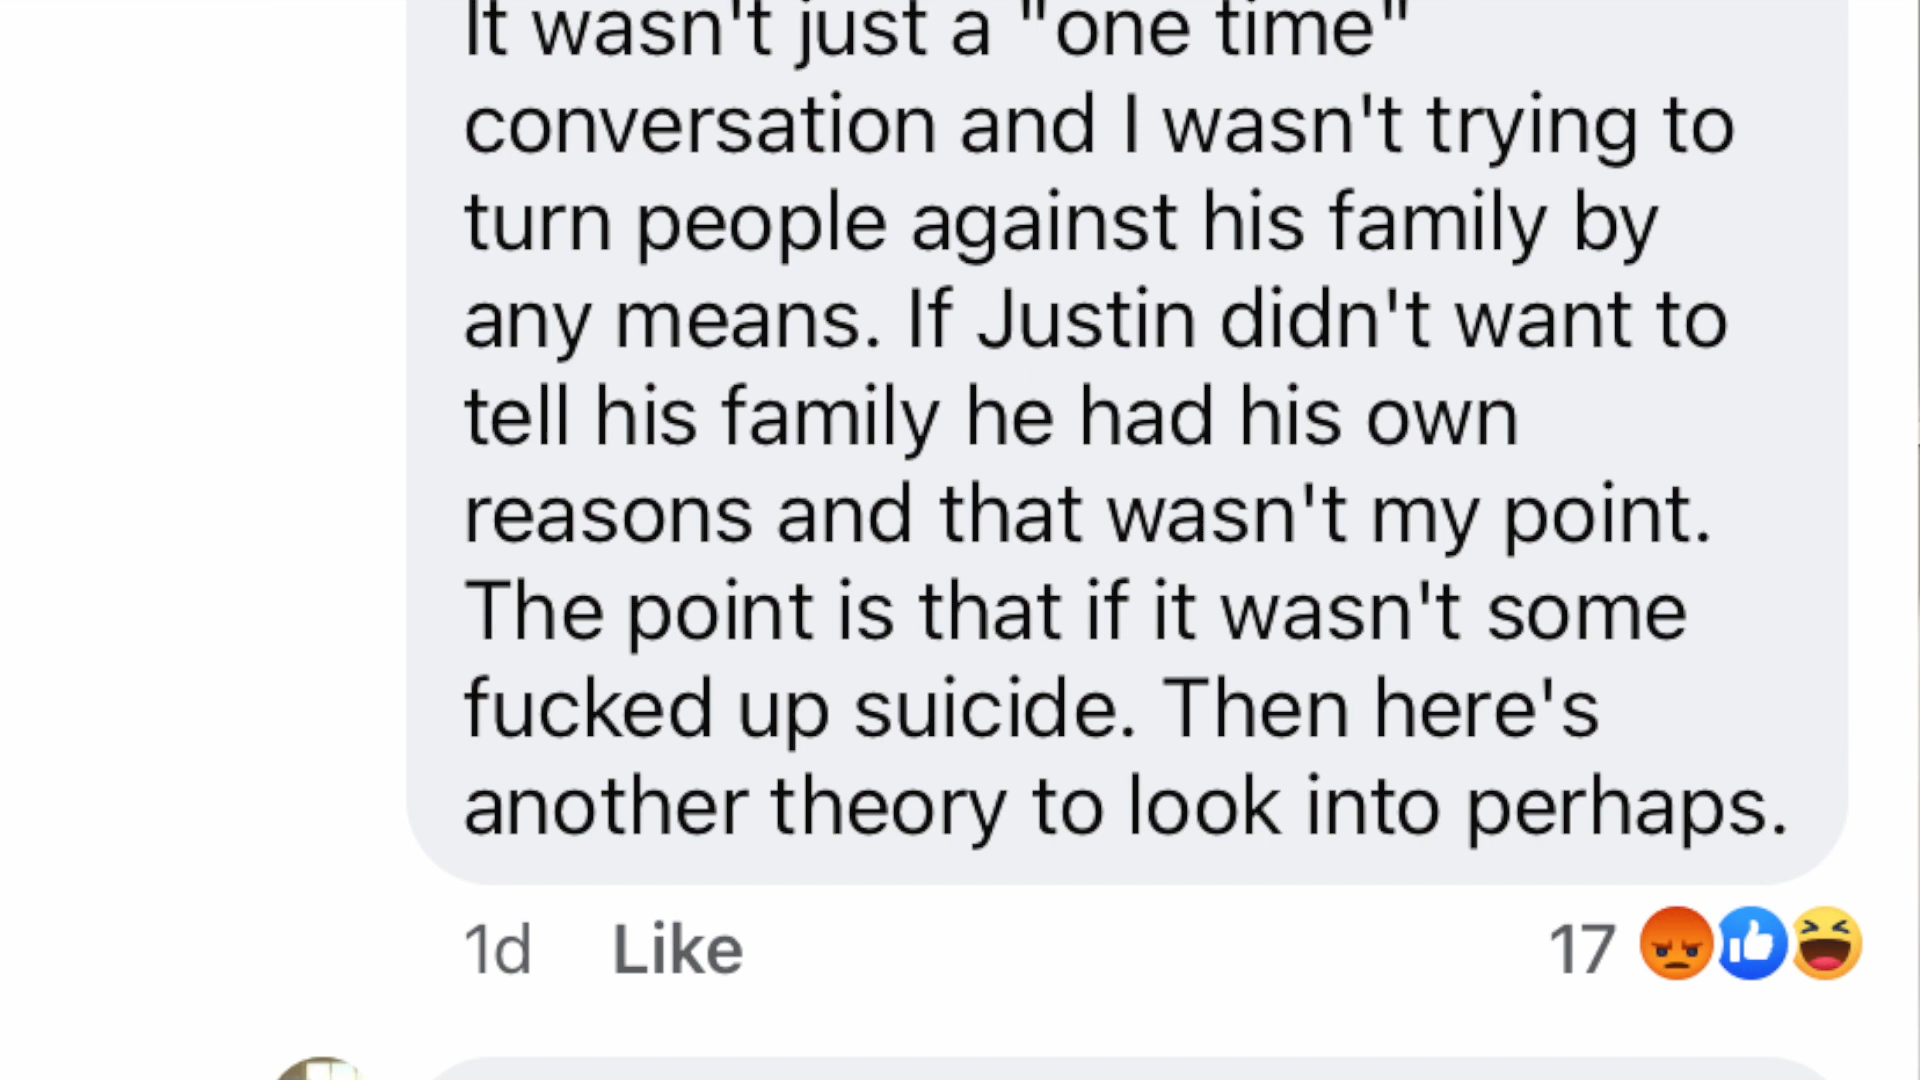 It wasn't just a "one time"
conversation and I wasn't trying to
turn people against his family by
any means. If Justin didn't want to
tell his family he had his own
reasons and that wasn't my point.
The point is that if it wasn't some
fucked up suicide. Then here's
another theory to look into perhaps.
1d Like 17